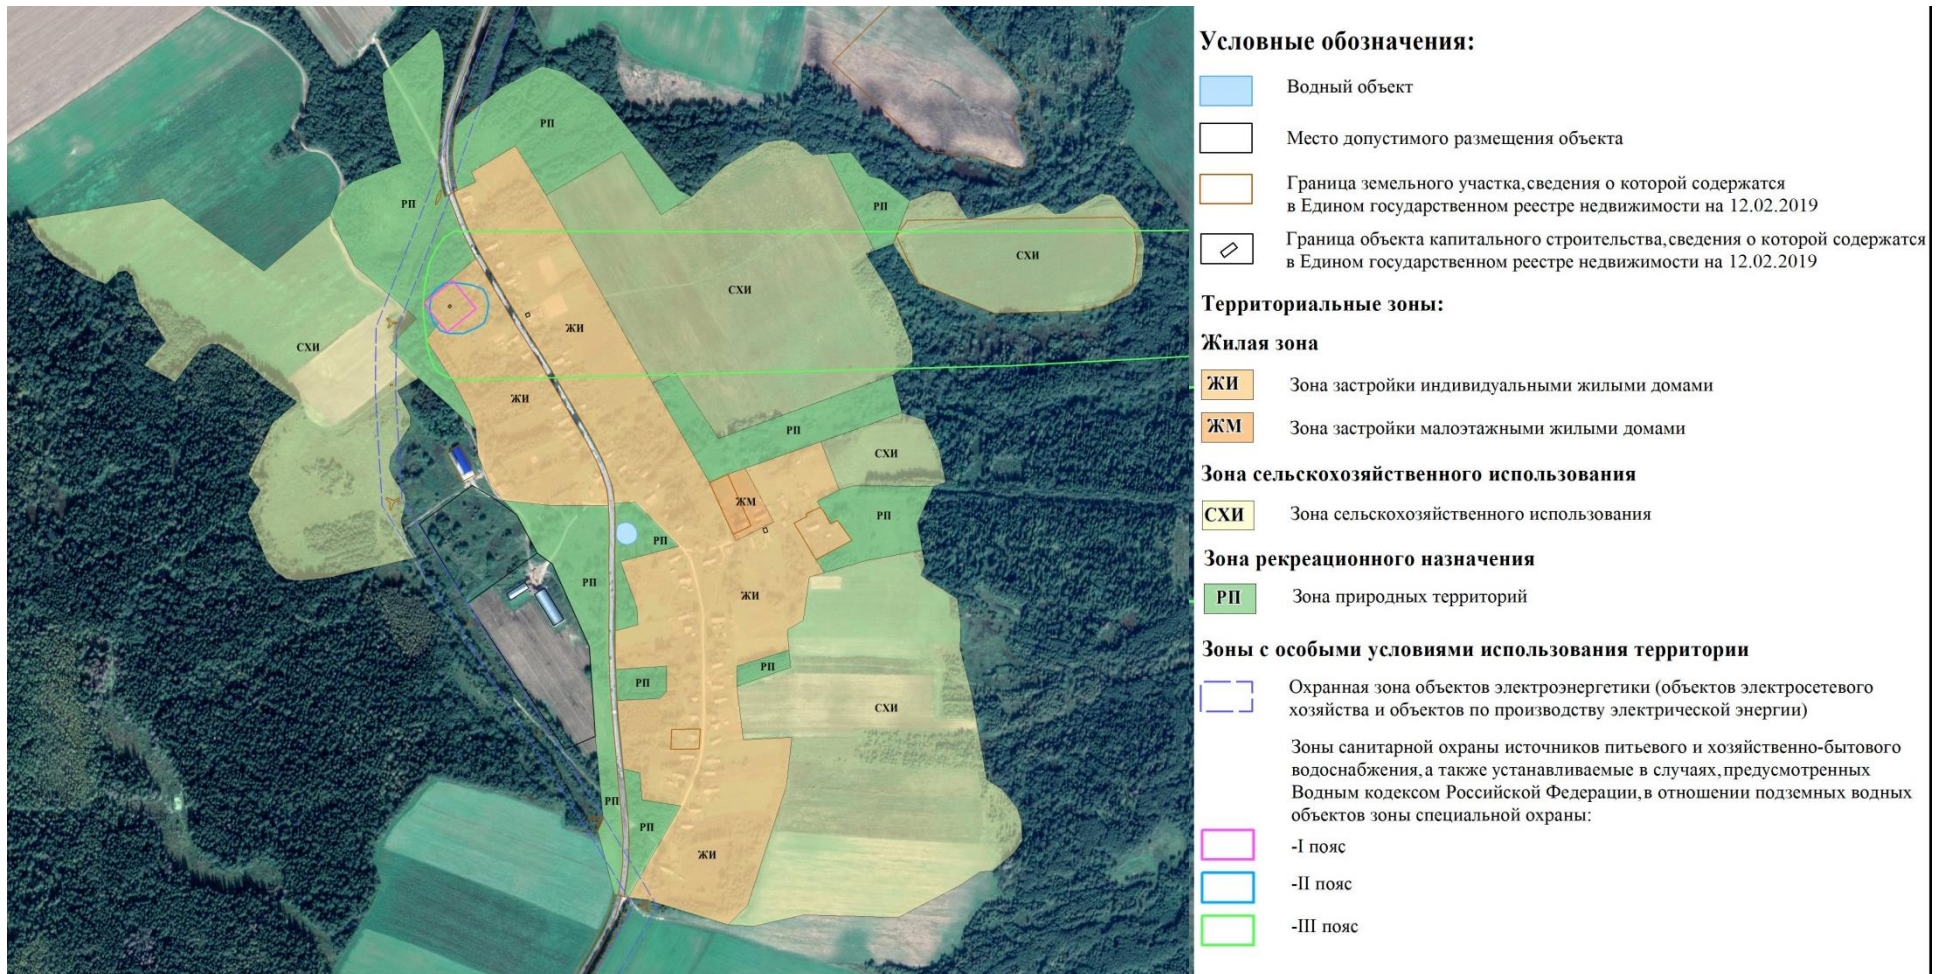 РП
РП
РП
СХИ
СХИ
ЖИ
СХИ
ЖИ
РП
СХИ
ЖМ
РП
РП
РП
ЖИ
РП
РП
СХИ
РП
РП
ЖИ
Условные обозначения:
Водный объект
Место допустимого размещения объекта
Граница земельного участка, сведения о которой содержатся
в Едином государственном реестре недвижимости на 12.02.2019
Граница объекта капитального строительства, сведения о которой содержатся
в Едином государственном реестре недвижимости на 12.02.2019
Территориальные зоны:
Жилая зона
ЖИ Зона застройки индивидуальными жилыми домами
ЖМ Зона застройки малоэтажными жилыми домами
Зона сельскохозяйственного использования
СХИ Зона сельскохозяйственного использования
Зона рекреационного назначения
РП Зона природных территорий
Зоны с особыми условиями использования территории
Охранная зона объектов электроэнергетики (объектов электросетевого
хозяйства и объектов по производству электрической энергии)
Зоны санитарной охраны источников питьевого и хозяйственно-бытового
водоснабжения, а также устанавливаемые в случаях, предусмотренных
Водным кодексом Российской Федерации, в отношении подземных водных
объектов зоны специальной охраны:
-I пояс
-II пояс
-III пояс